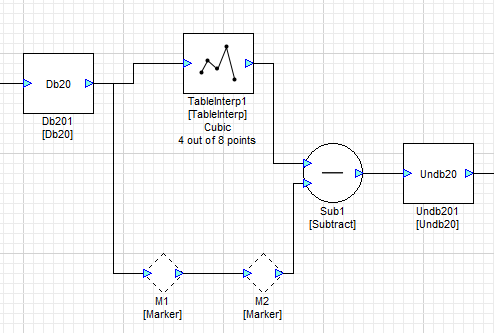 Db20
Db201
[Db20]
TableInterp1
[TableInterp]
Cubic
4 out of 8 points
Sub1
[Subtract]
Undb20
Undb201
[Undb20]
M1
[Marker]
M2
[Marker]